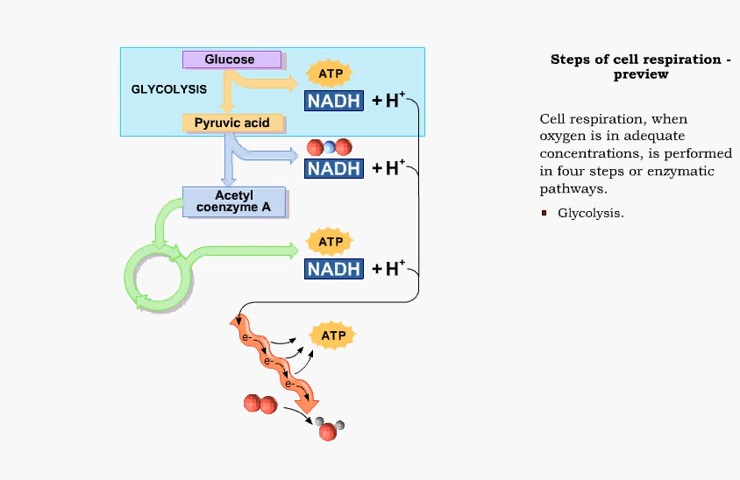 Glucose
ATP
GLYCOLYSIS
NADH + H+
Pyruvic acid
NADH + H+
Acetyl
coenzyme A
ATP
NADH + H+
ATP
e-
e-
e-
Steps of cell respiration -
preview
Cell respiration, when
oxygen is in adequate
concentrations, is performed
in four steps or enzymatic
pathways.
Glycolysis.